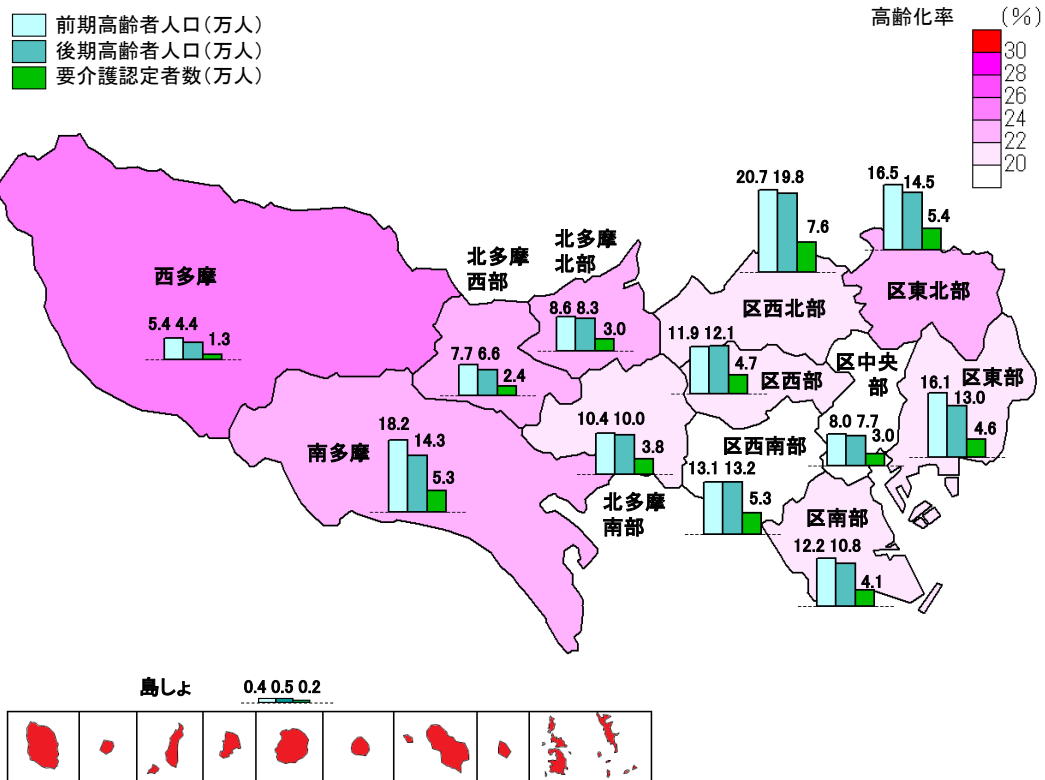 前期高齢者人口(万人)
後期高齢者人口(万人)
要介護認定者数(万人)
高齢化率 (%)
30
28
26
24
22
20
西多摩
5.4 4.4 1.3
北多摩
西部
7.7 6.6 2.4
北多摩
北部
8.6 8.3 3.0
区西北部
20.7 19.8 7.6
区東北部
16.5 14.5 5.4
区西部
11.9 12.1 4.7
区中央
部
8.0 7.7 3.0
区東部
16.1 13.0 4.6
南多摩
18.2 14.3 5.3
北多摩
南部
10.4 10.0 3.8
区西南部
13.1 13.2 5.3
区南部
12.2 10.8 4.1
島しょ
0.4 0.5 0.2